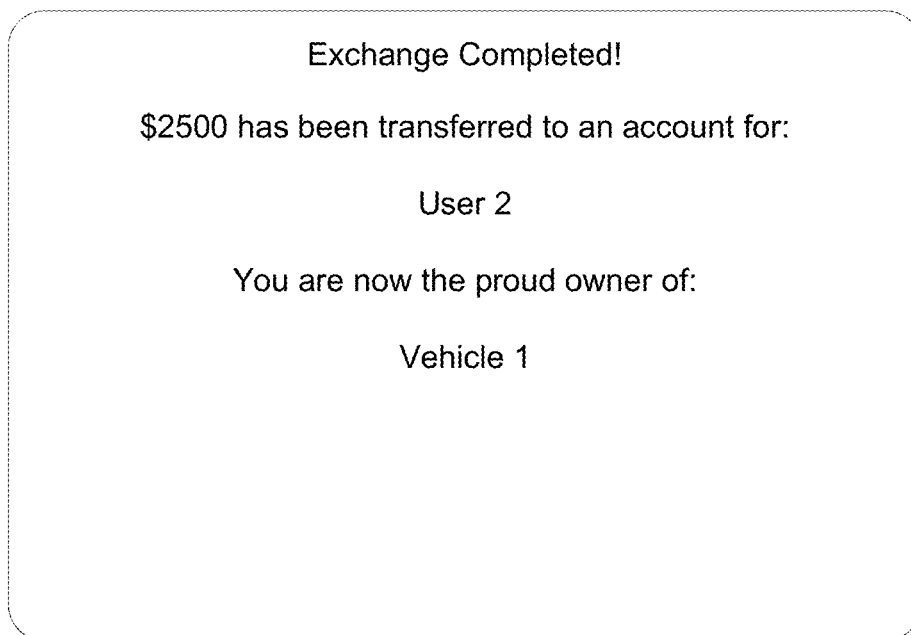 Exchange Completed!
$2500 has been transferred to an account for:
User 2
You are now the proud owner of:
Vehicle 1